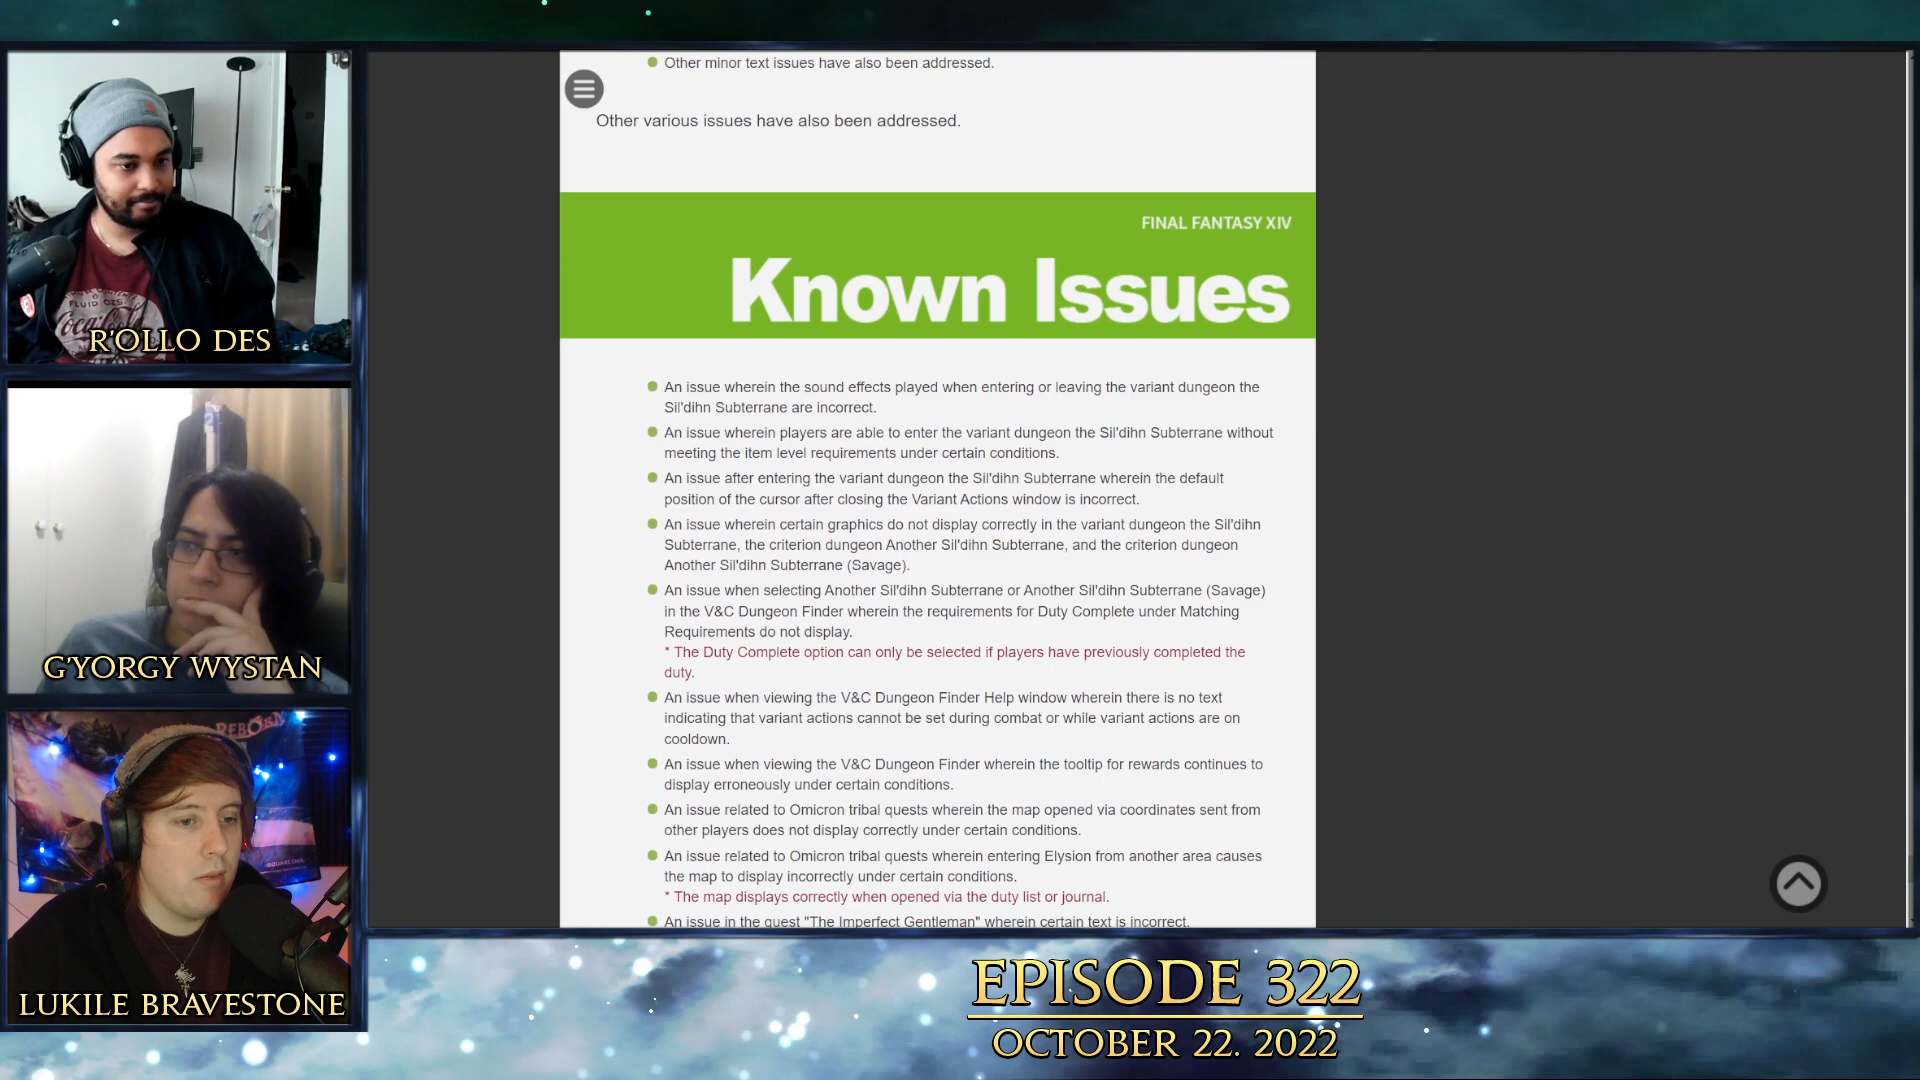 Other minor text issues have also been addressed.
Other various issues have also been addressed.
FINAL FANTASY XIV
Known Issues
An issue wherein the sound effects played when entering or leaving the variant dungeon the
Sil'dihn Subterrane are incorrect.
An issue wherein players are able to enter the variant dungeon the Sil'dihn Subterrane without
meeting the item level requirements under certain conditions.
An issue after entering the variant dungeon the Sil'dihn Subterrane wherein the default
position of the cursor after closing the Variant Actions window is incorrect.
An issue wherein certain graphics do not display correctly in the variant dungeon the Sil'dihn
Subterrane, the criterion dungeon Another Sil'dihn Subterrane, and the criterion dungeon
Another Sil'dihn Subterrane (Savage).
An issue when selecting Another Sil'dihn Subterrane or Another Sil'dihn Subterrane (Savage)
in the V&C Dungeon Finder wherein the requirements for Duty Complete under Matching
Requirements do not display.
* The Duty Complete option can only be selected if players have previously completed the
duty.
An issue when viewing the V&C Dungeon Finder Help window wherein there is no text
indicating that variant actions cannot be set during combat or while variant actions are on
cooldown.
An issue when viewing the V&C Dungeon Finder wherein the tooltip for rewards continues to
display erroneously under certain conditions.
An issue related to Omicron tribal quests wherein the map opened via coordinates sent from
other players does not display correctly under certain conditions.
An issue related to Omicron tribal quests wherein entering Elysion from another area causes
the map to display incorrectly under certain conditions.
* The map displays correctly when opened via the duty list or journal.
An issue in the quest "The Imperfect Gentleman" wherein certain text is incorrect.
FLUID OZS
Coca-Cola
R'OLLO DES
G'YORGY WYSTAN
REBORN
LUKILE BRAVESTONE
EPISODE 322
OCTOBER 22. 2022